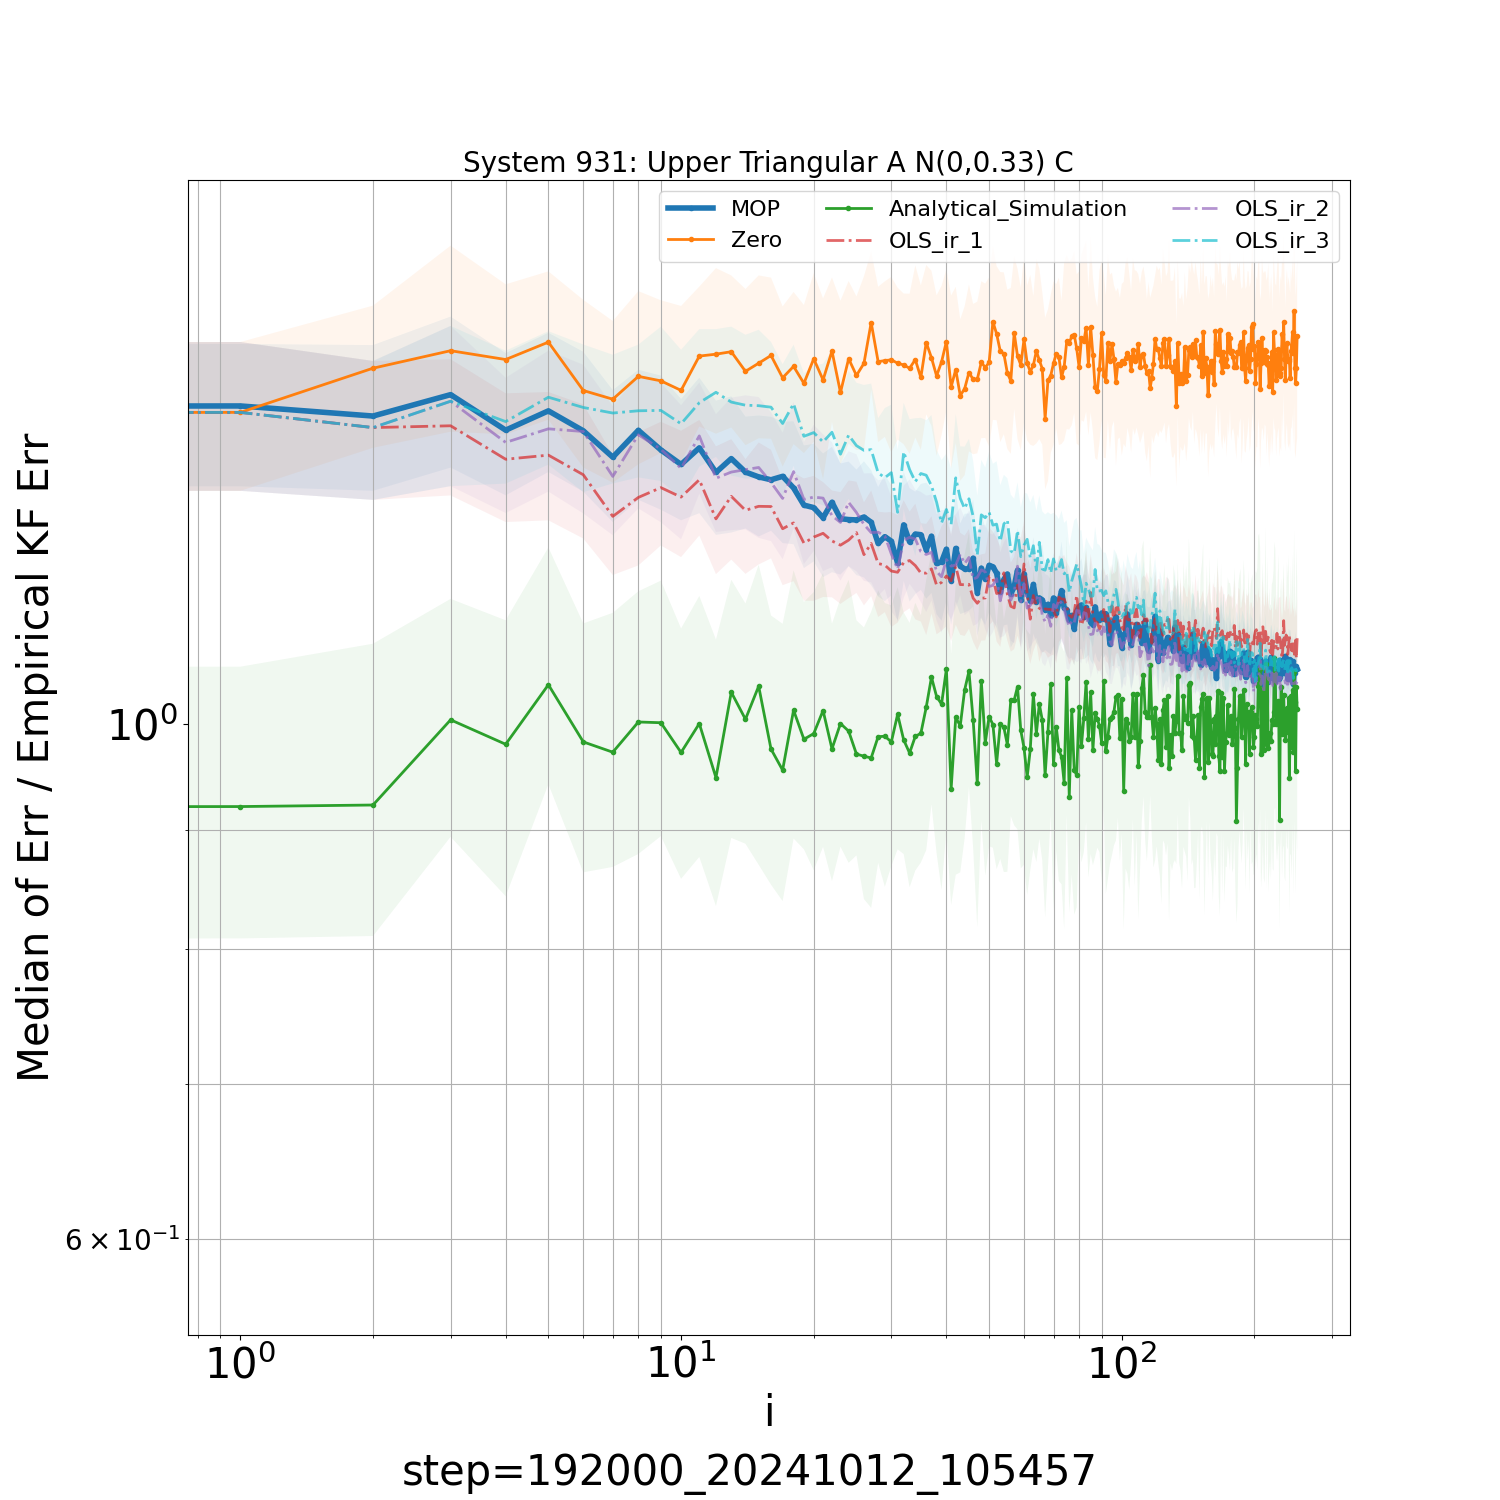 System 931: Upper Triangular A N(0,0.33) C
MOP
Zero
Analytical_Simulation
OLS_ir_1
OLS_ir_2
OLS_ir_3
Median of Err / Empirical KF Err
10⁰
6 × 10⁻¹
10⁰ 10¹ 10²
i
step=192000_20241012_105457